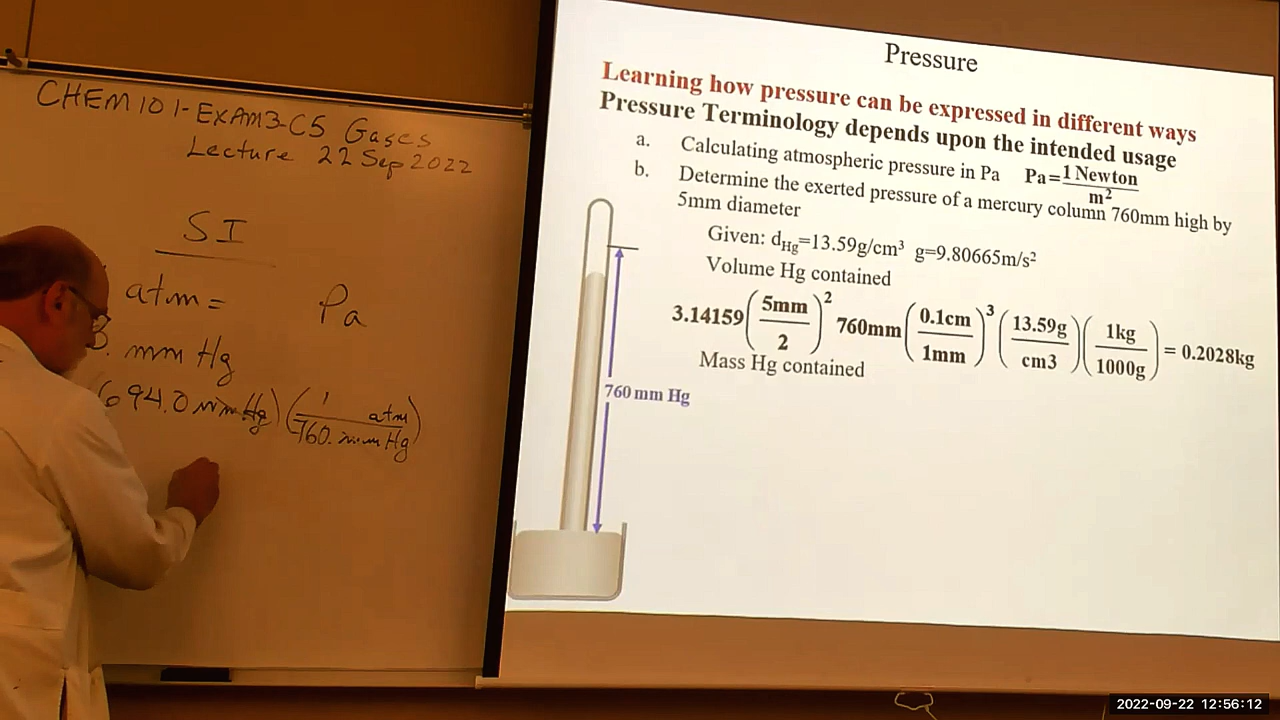 CHEM 101-EXAM3-C5 Gases
Lecture 22 Sep 2022
SI
atm = Pa
mm Hg
(694.0 mmHg) (1 atm / 760. mm Hg)
Pressure
Learning how pressure can be expressed in different ways
Pressure Terminology depends upon the intended usage
a. Calculating atmospheric pressure in Pa Pa=1 Newton/m²
b. Determine the exerted pressure of a mercury column 760mm high by
5mm diameter
Given: dHg=13.59g/cm³ g=9.80665m/s²
Volume Hg contained
3.14159(5mm/2)² 760mm(0.1cm/1mm)³(13.59g/cm3)(1kg/1000g) = 0.2028kg
Mass Hg contained
760 mm Hg
2022-09-22 12:56:12